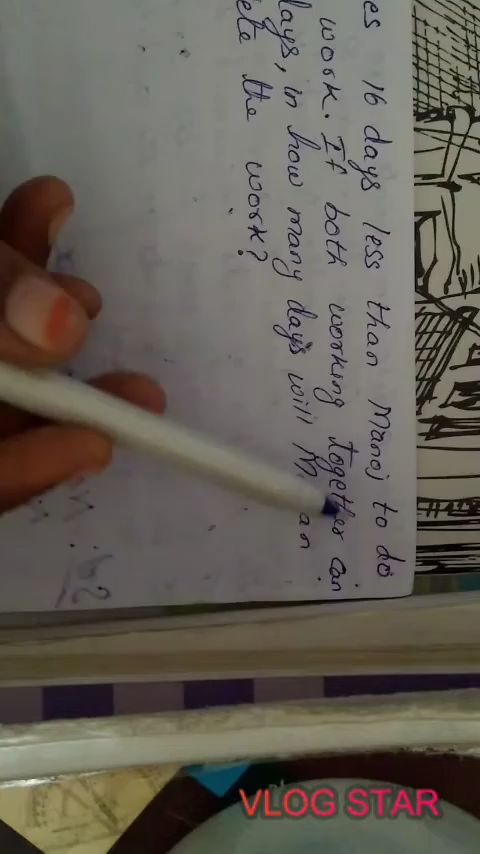 es 16 days less than Manoj to do
work. If both working together can
days, in how many days will
ete the work?
VLOG STAR